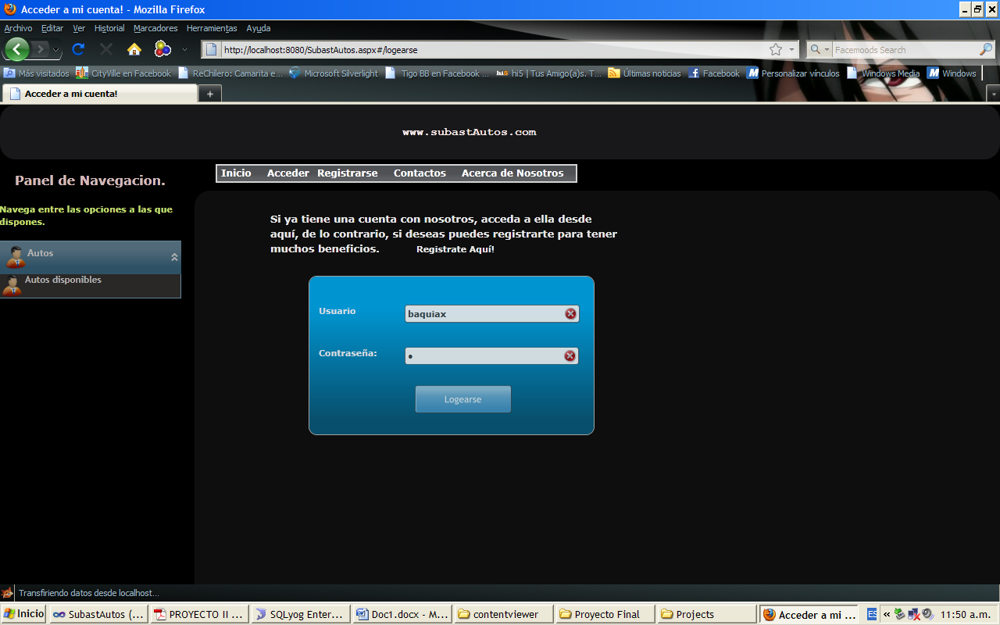 Acceder a mi cuenta! - Mozilla Firefox
Archivo Editar Ver Historial Marcadores Herramientas Ayuda
http://localhost:8080/SubastAutos.aspx#/logearse
Facemoods Search
Más visitados CityVille en Facebook ReChilero: Camarita e... Microsoft Silverlight Tigo BB en Facebook ... hi5 hi5 | Tus Amigo(a)s. T... Últimas noticias Facebook Personalizar vínculos Windows Media Windows
Acceder a mi cuenta!
www.subastAutos.com
Inicio Acceder Registrarse Contactos Acerca de Nosotros
Panel de Navegacion.
Navega entre las opciones a las que
dispones.
Autos
Autos disponibles
Si ya tiene una cuenta con nosotros, acceda a ella desde
aquí, de lo contrario, si deseas puedes registrarte para tener
muchos beneficios. Registrate Aquí!
Usuario baquiax
Contraseña: •
Logearse
Transfiriendo datos desde localhost...
Inicio SubastAutos (... PROYECTO II ... SQLyog Enter... Doc1.docx - M... contentviewer Proyecto Final Projects Acceder a mi ... ES « 11:50 a.m.